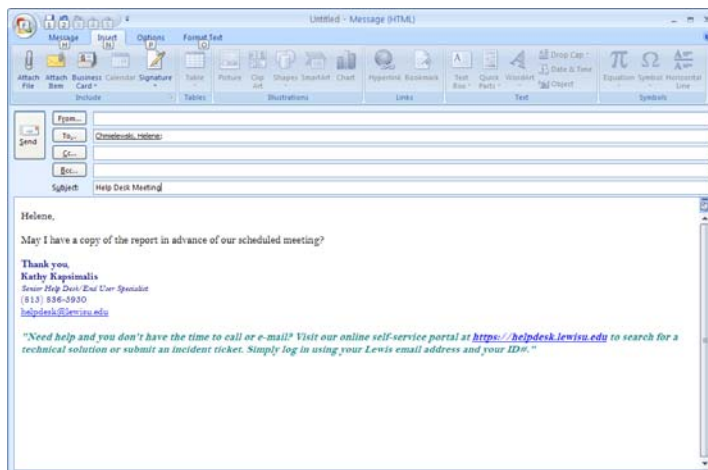 Untitled - Message (HTML)
1 2 3 4 5
Message Insert Options Format Text
H N P O
Attach File Attach Item Business Card Calendar Signature Table Picture Clip Art Shapes SmartArt Chart Hyperlink Bookmark Text Box Quick Parts WordArt Drop Cap Date & Time Object Equation Symbol Horizontal Line
Include Tables Illustrations Links Text Symbols
Send
From...
To... Chmielewski, Helene;
Cc...
Bcc...
Subject: Help Desk Meeting
Helene,
May I have a copy of the report in advance of our scheduled meeting?
Thank you,
Kathy Kapsimalis
Senior Help Desk/End User Specialist
(815) 836-5950
helpdesk@lewisu.edu
"Need help and you don't have the time to call or e-mail? Visit our online self-service portal at https://helpdesk.lewisu.edu to search for a
technical solution or submit an incident ticket. Simply log in using your Lewis email address and your ID#."